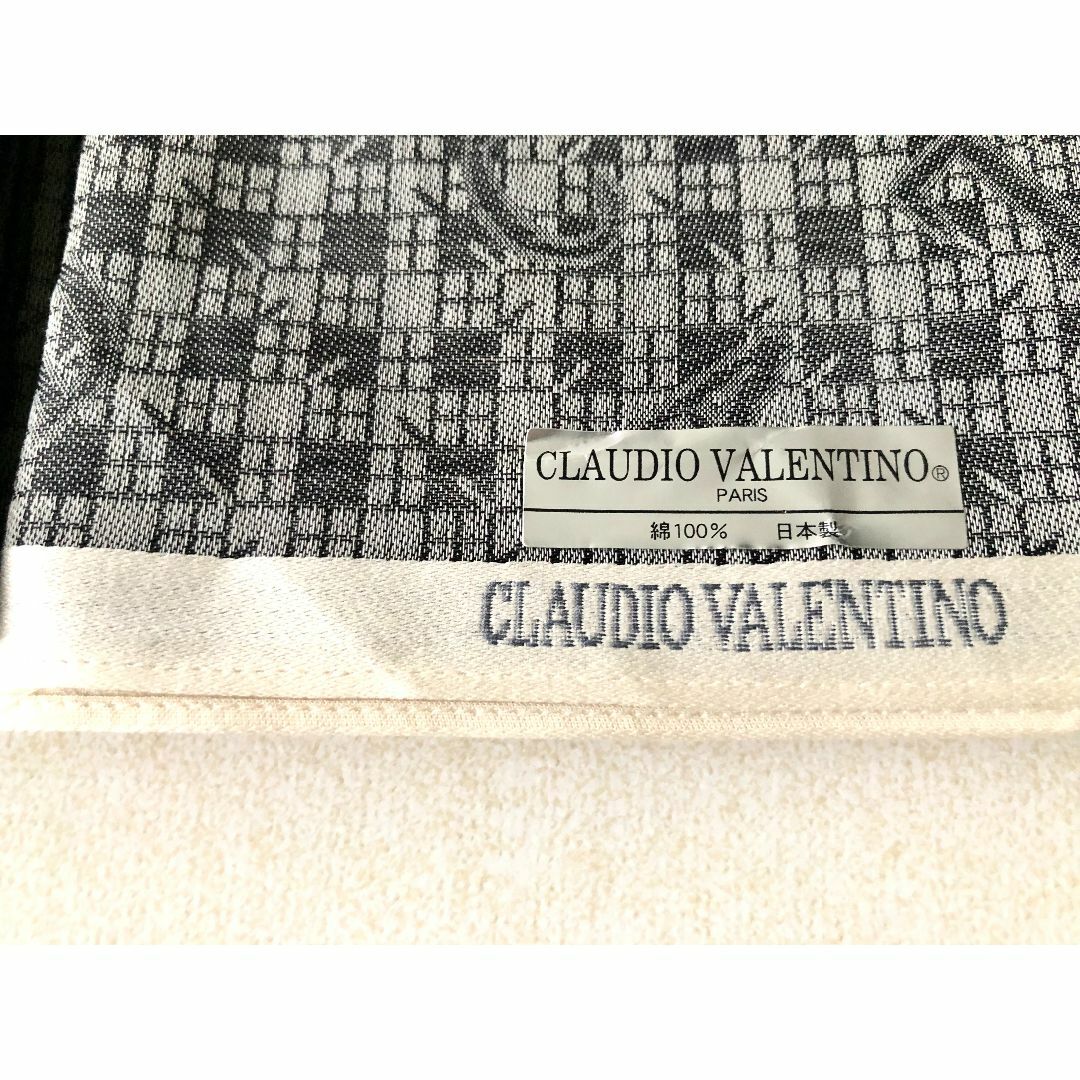 CLAUDIO VALENTINO®
PARIS
綿100% 日本製
CLAUDIO VALENTINO